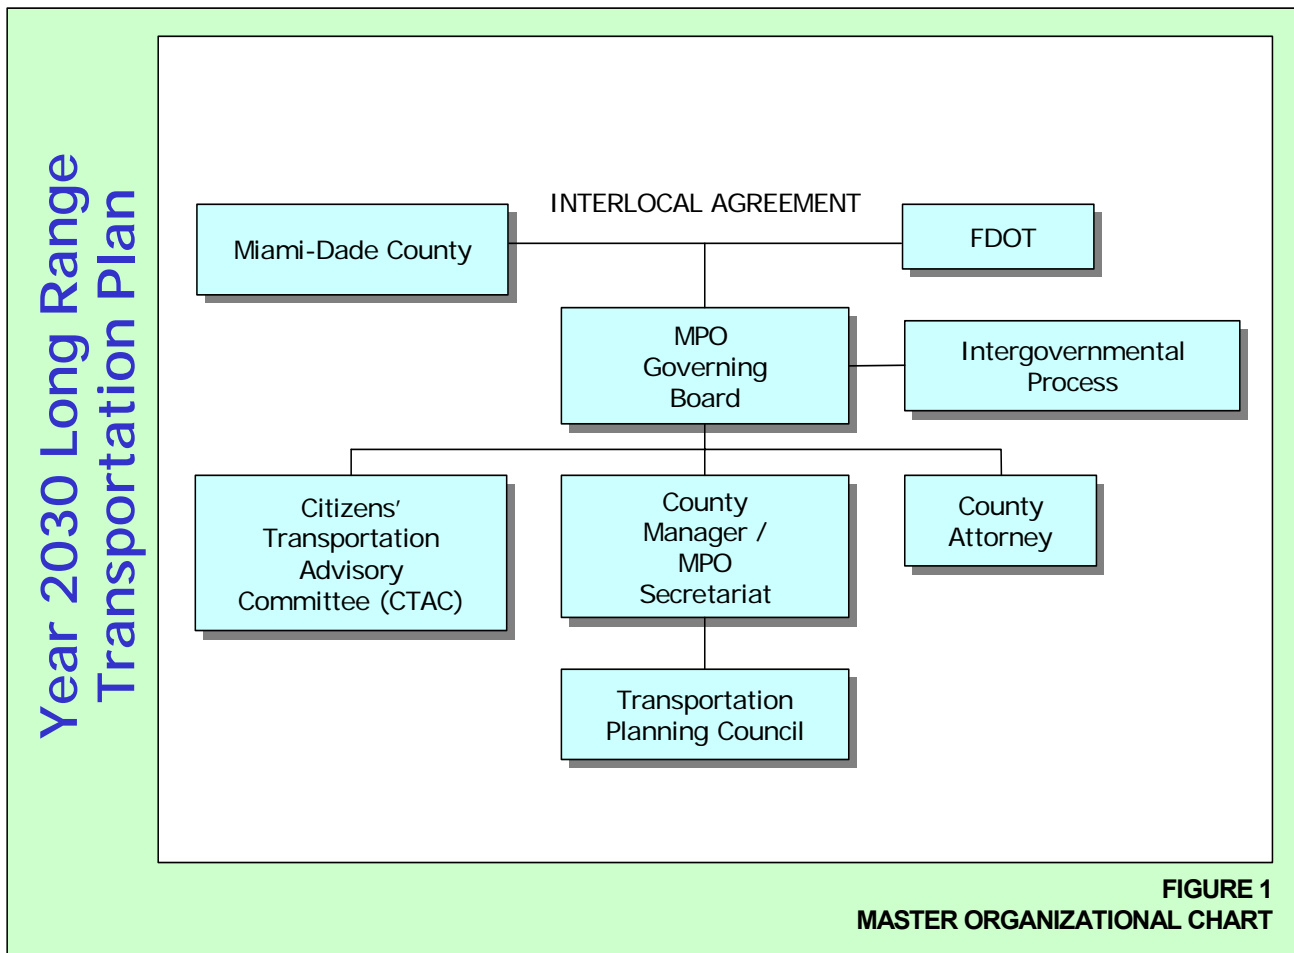 Year 2030 Long Range
Transportation Plan
INTERLOCAL AGREEMENT
Miami-Dade County
FDOT
MPO
Governing
Board
Intergovernmental
Process
Citizens’
Transportation
Advisory
Committee (CTAC)
County
Manager /
MPO
Secretariat
County
Attorney
Transportation
Planning Council
FIGURE 1
MASTER ORGANIZATIONAL CHART